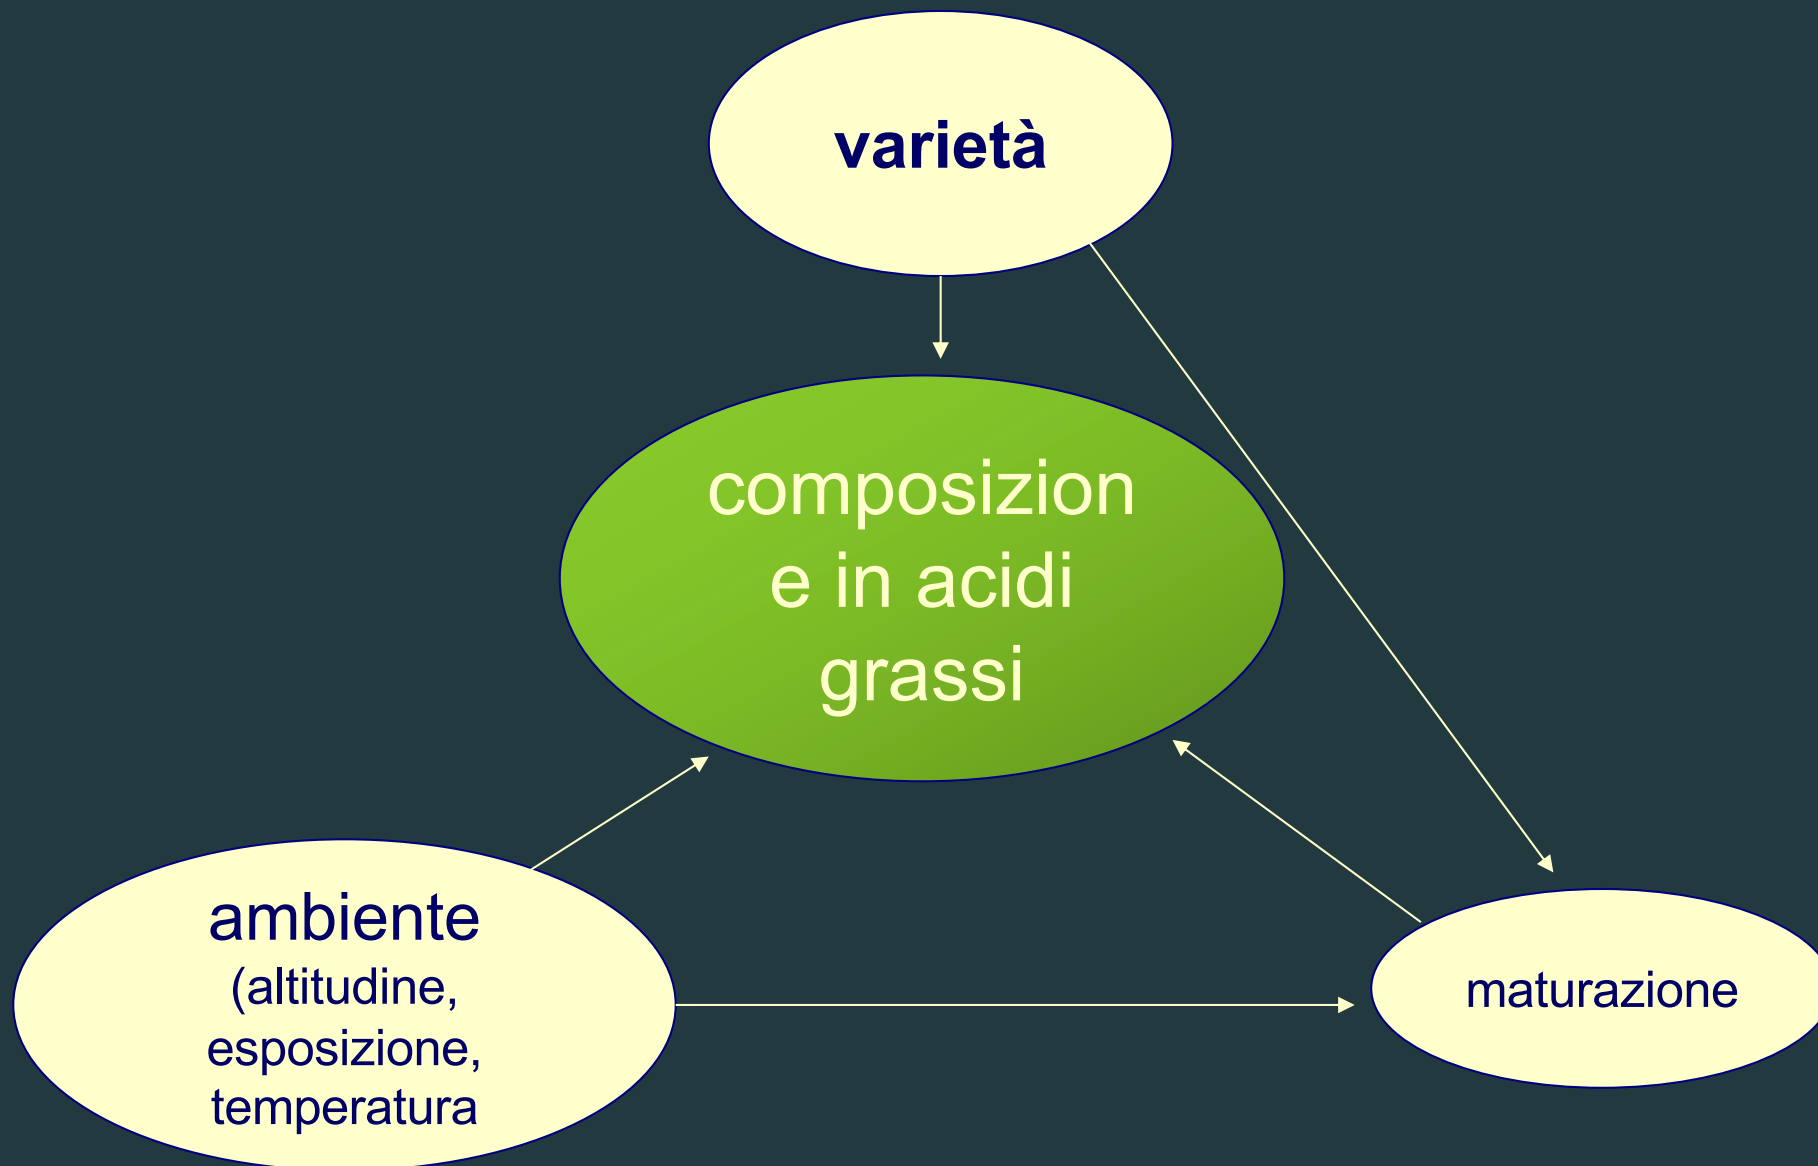 varietà
composizion
e in acidi
grassi
ambiente
(altitudine,
esposizione,
temperatura
maturazione